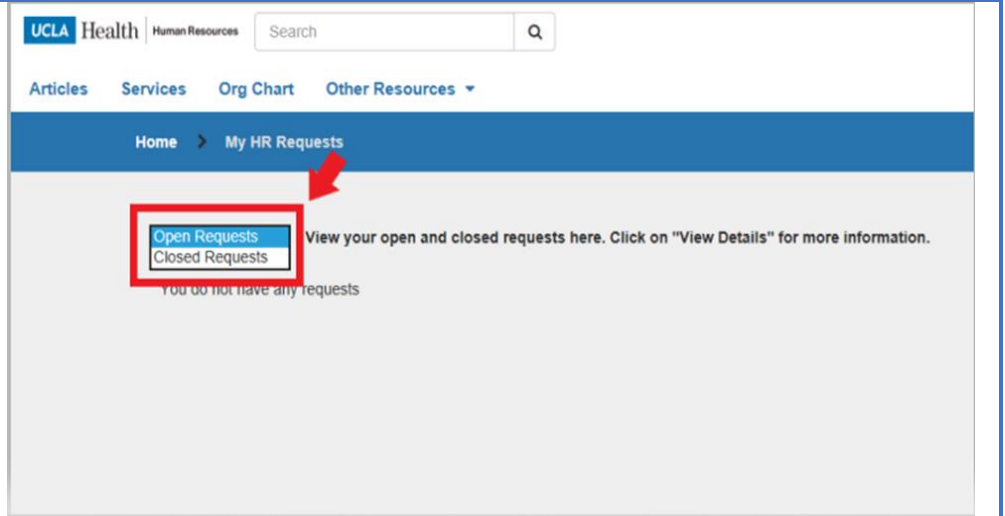 UCLA Health Human Resources Search
Articles Services Org Chart Other Resources
Home My HR Requests
Open Requests View your open and closed requests here. Click on "View Details" for more information.
Closed Requests
You do not have any requests